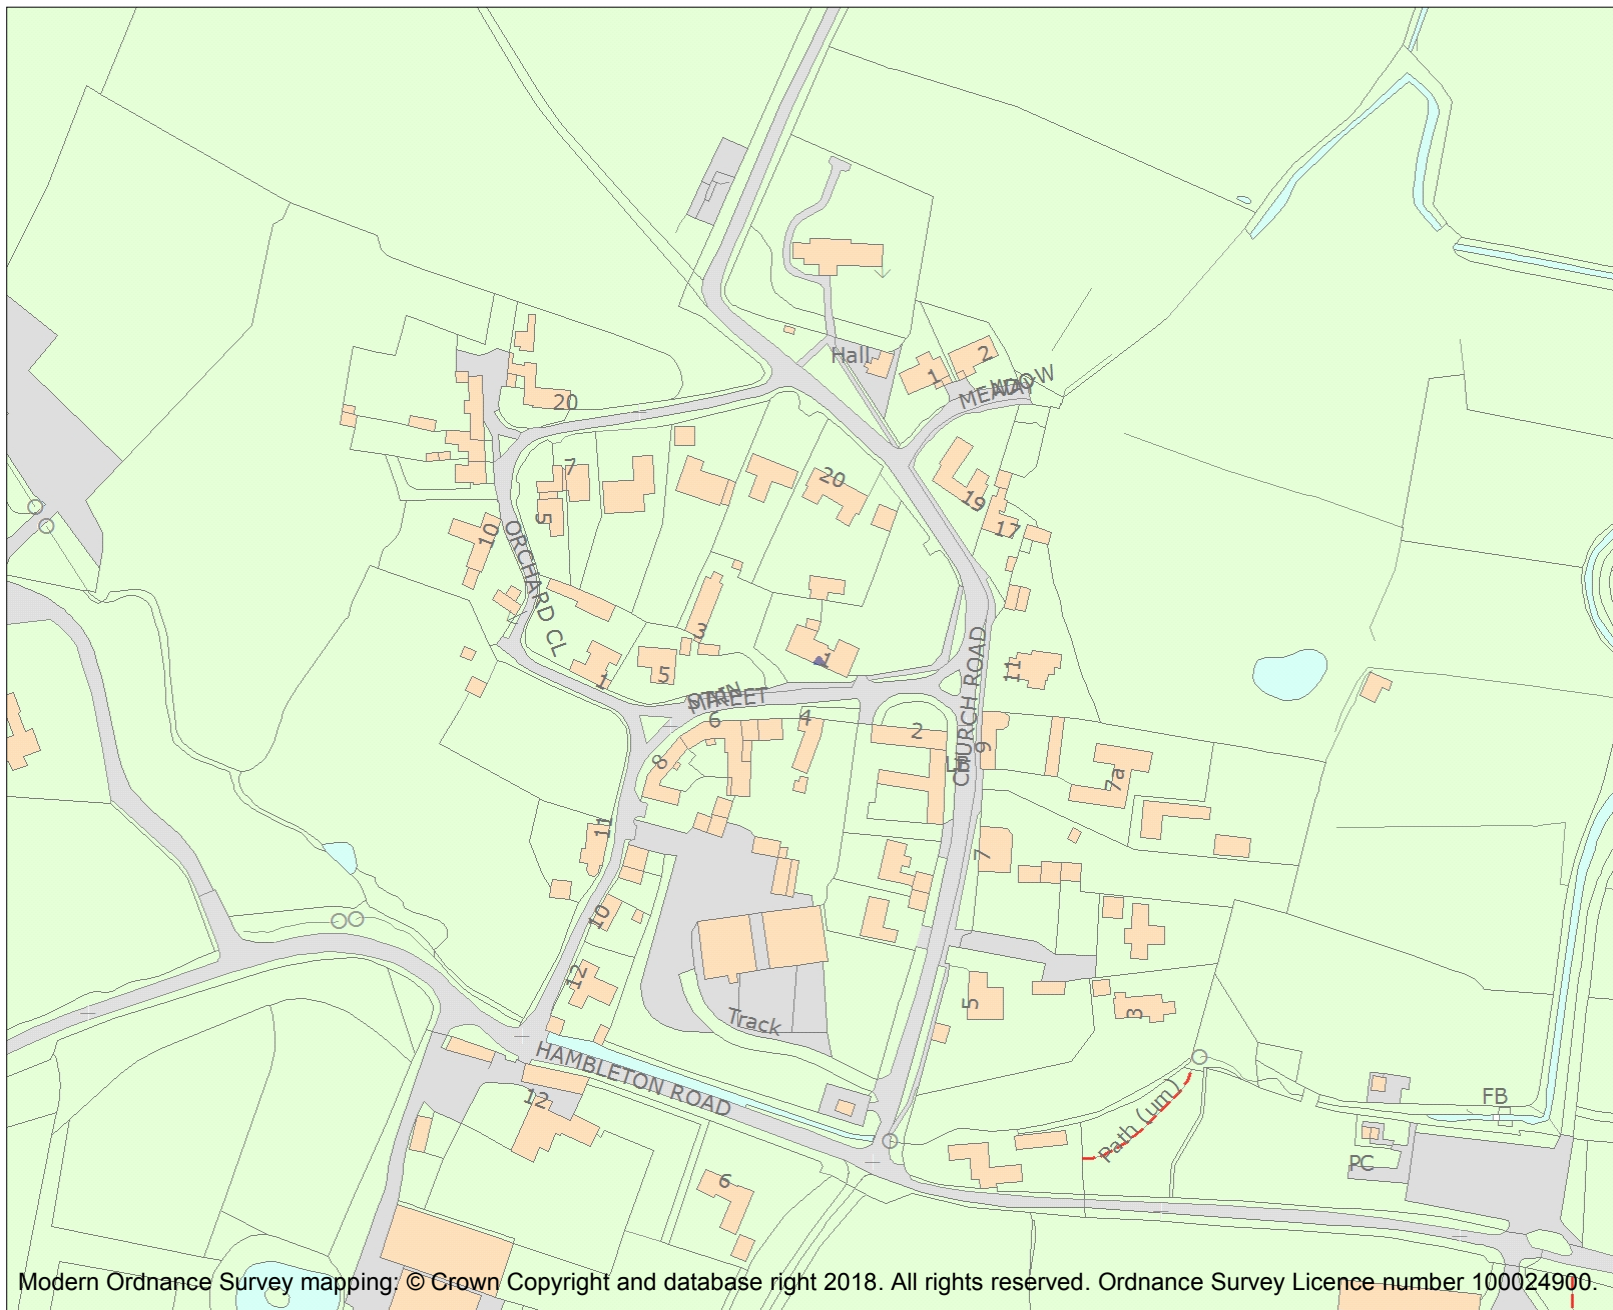 Hall
1
2
MEADOW
WAY
20
7
20
19
17
5
10
ORCHARD CL
3
1
5
1
11
MAIN
STREET
CHURCH ROAD
6
4
2
9
8
LB
7a
11
7
10
12
5
3
Track
HAMBLETON ROAD
12
Path (um)
FB
PC
6
Modern Ordnance Survey mapping: © Crown Copyright and database right 2018. All rights reserved. Ordnance Survey Licence number 100024900.